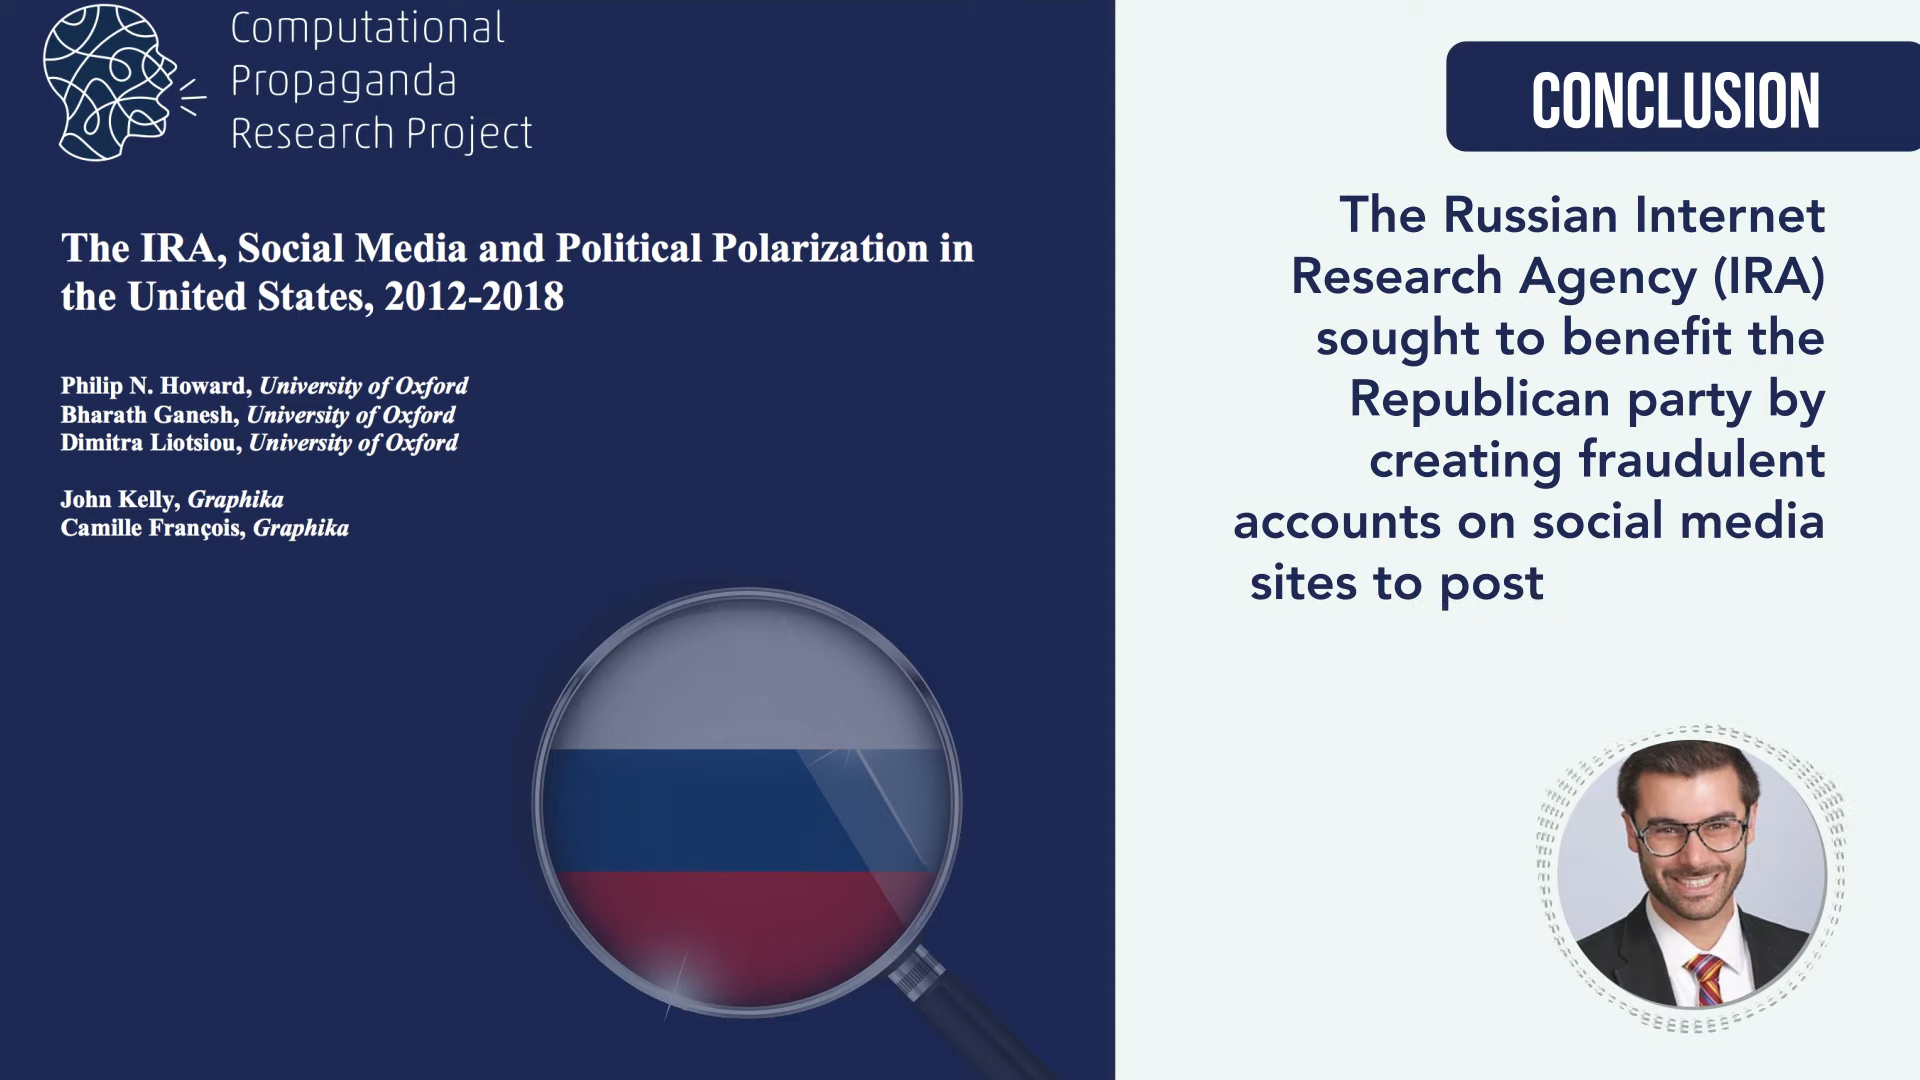 Computational
Propaganda
Research Project
The IRA, Social Media and Political Polarization in
the United States, 2012-2018
Philip N. Howard, University of Oxford
Bharath Ganesh, University of Oxford
Dimitra Liotsiou, University of Oxford
John Kelly, Graphika
Camille François, Graphika
CONCLUSION
The Russian Internet
Research Agency (IRA)
sought to benefit the
Republican party by
creating fraudulent
accounts on social media
sites to post